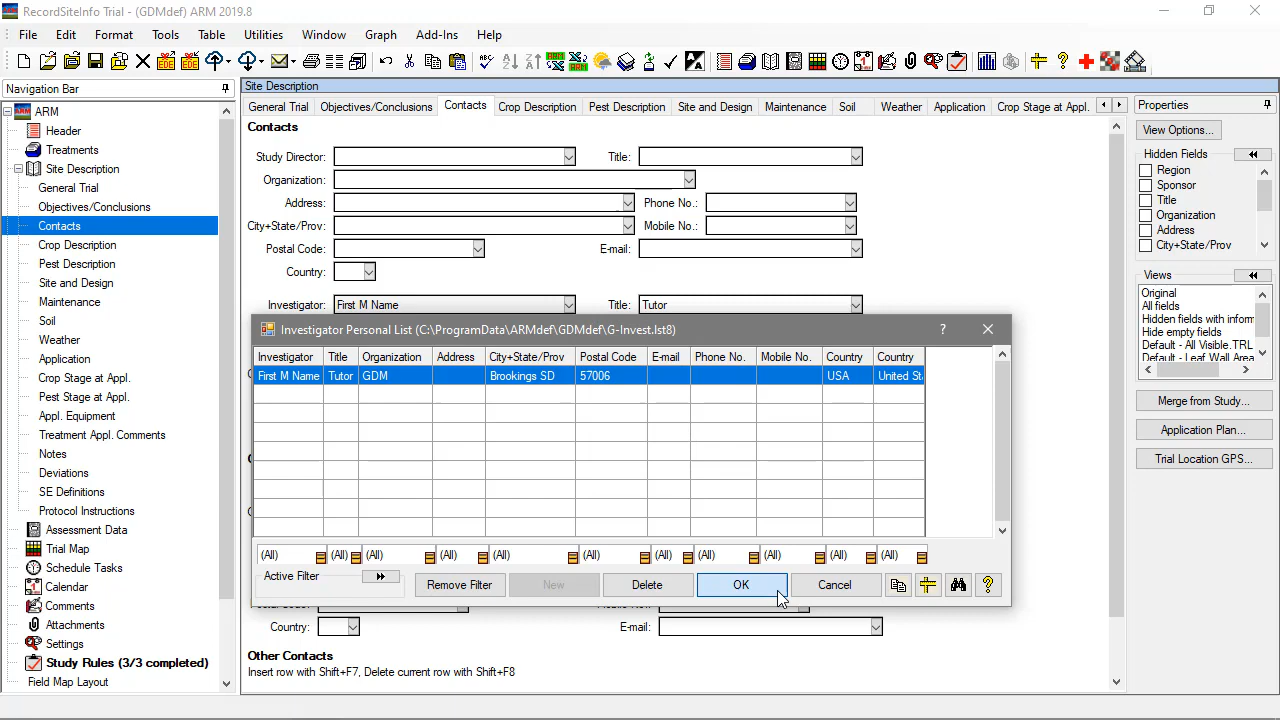 RecordSiteInfo Trial - (GDMdef) ARM 2019.8
File Edit Format Tools Table Utilities Window Graph Add-Ins Help
Navigation Bar
ARM
Header
Treatments
Site Description
General Trial
Objectives/Conclusions
Contacts
Crop Description
Pest Description
Site and Design
Maintenance
Soil
Weather
Application
Crop Stage at Appl.
Pest Stage at Appl.
Appl. Equipment
Treatment Appl. Comments
Notes
Deviations
SE Definitions
Protocol Instructions
Assessment Data
Trial Map
Schedule Tasks
Calendar
Comments
Attachments
Settings
Study Rules (3/3 completed)
Field Map Layout
Site Description
General Trial Objectives/Conclusions Contacts Crop Description Pest Description Site and Design Maintenance Soil Weather Application Crop Stage at Appl.
Contacts
Study Director: Title:
Organization:
Address: Phone No.:
City+State/Prov: Mobile No.:
Postal Code: E-mail:
Country:
Investigator: First M Name Title: Tutor
Investigator Personal List (C:\ProgramData\ARMdef\GDMdef\G-Invest.lst8)
Investigator Title Organization Address City+State/Prov Postal Code E-mail Phone No. Mobile No. Country Country
First M Name Tutor GDM Brookings SD 57006 USA United St
(All) (All) (All) (All) (All) (All) (All) (All) (All) (All) (All)
Active Filter Remove Filter New Delete OK Cancel
Country: E-mail:
Other Contacts
Insert row with Shift+F7, Delete current row with Shift+F8
Properties
View Options...
Hidden Fields
Region
Sponsor
Title
Organization
Address
City+State/Prov
Views
Original
All fields
Hidden fields with inform
Hide empty fields
Default - All Visible.TRL
Default - Leaf Wall Area
Merge from Study...
Application Plan...
Trial Location GPS...